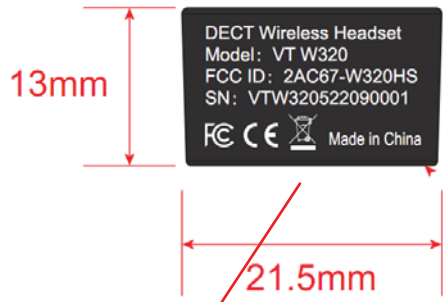 DECT Wireless Headset
Model: VT W320
FCC ID: 2AC67-W320HS
SN: VTW320522090001
FC CE Made in China
13mm
21.5mm